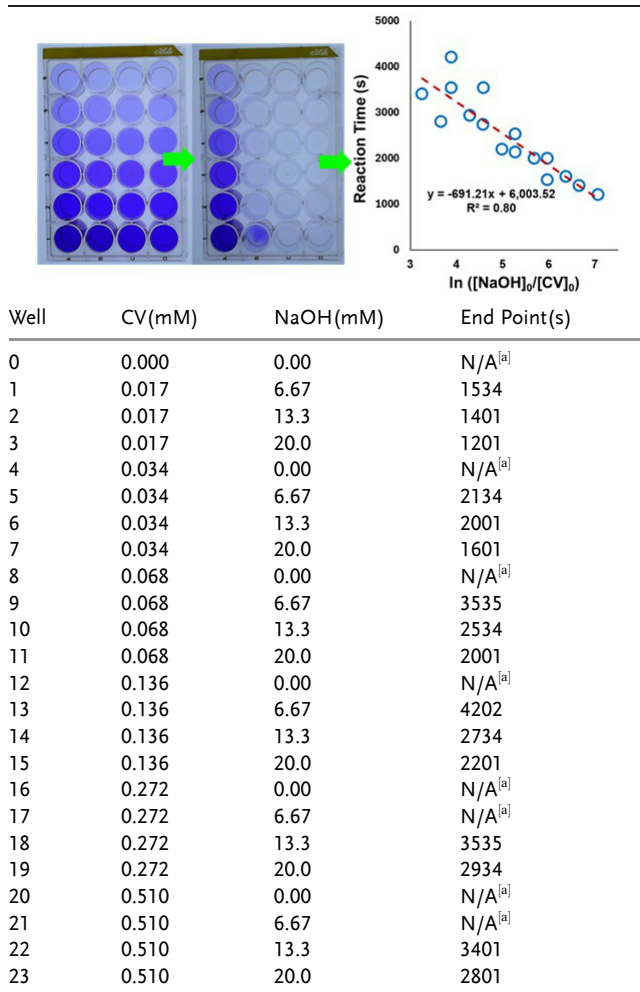 5000
4000
3000
2000
1000
0
Reaction Time (s)
y = -691.21x + 6,003.52
R² = 0.80
3 4 5 6 7
ln ([NaOH]₀/[CV]₀)
A B C D
A B C D
Well CV(mM) NaOH(mM) End Point(s)
0 0.000 0.00 N/A[a]
1 0.017 6.67 1534
2 0.017 13.3 1401
3 0.017 20.0 1201
4 0.034 0.00 N/A[a]
5 0.034 6.67 2134
6 0.034 13.3 2001
7 0.034 20.0 1601
8 0.068 0.00 N/A[a]
9 0.068 6.67 3535
10 0.068 13.3 2534
11 0.068 20.0 2001
12 0.136 0.00 N/A[a]
13 0.136 6.67 4202
14 0.136 13.3 2734
15 0.136 20.0 2201
16 0.272 0.00 N/A[a]
17 0.272 6.67 N/A[a]
18 0.272 13.3 3535
19 0.272 20.0 2934
20 0.510 0.00 N/A[a]
21 0.510 6.67 N/A[a]
22 0.510 13.3 3401
23 0.510 20.0 2801